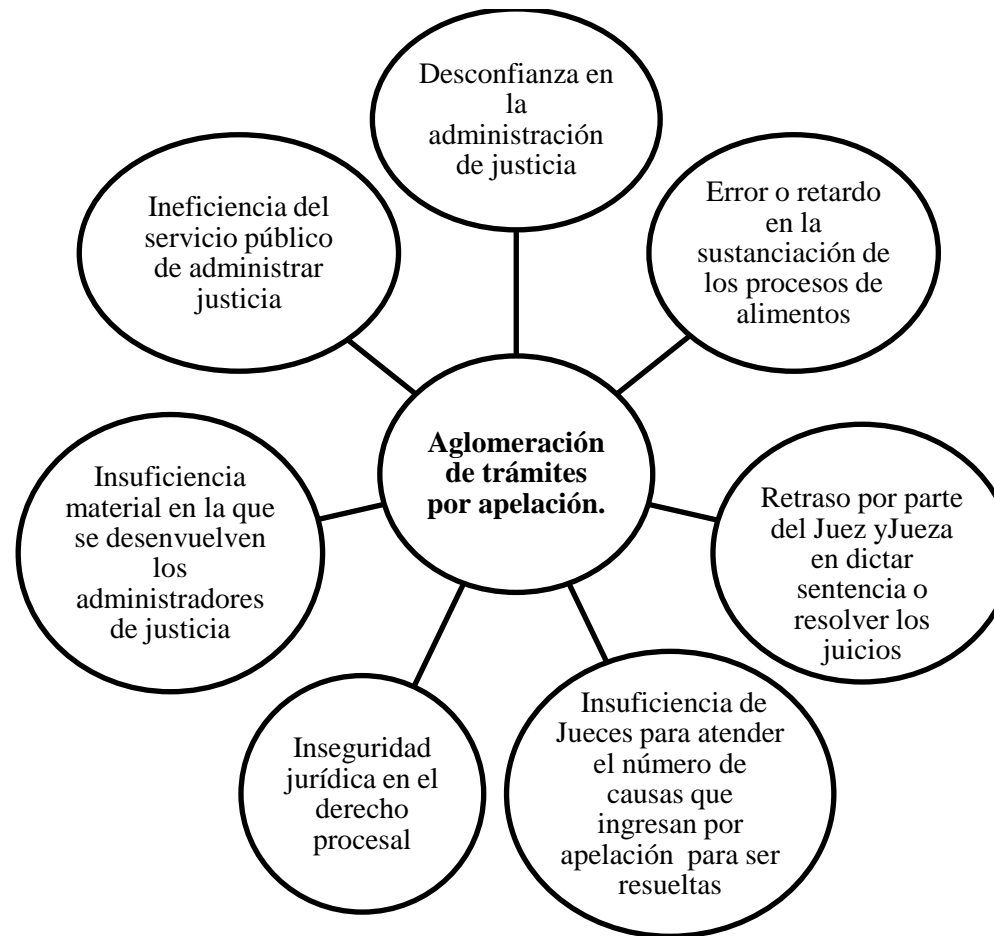 Desconfianza en
la
administración
de justicia
Error o retardo
en la
sustanciación de
los procesos de
alimentos
Retraso por parte
del Juez yJueza
en dictar
sentencia o
resolver los
juicios
Insuficiencia de
Jueces para atender
el número de
causas que
ingresan por
apelación para ser
resueltas
Inseguridad
jurídica en el
derecho
procesal
Insuficiencia
material en la que
se desenvuelven
los
administradores
de justicia
Ineficiencia del
servicio público
de administrar
justicia
Aglomeración
de trámites
por apelación.